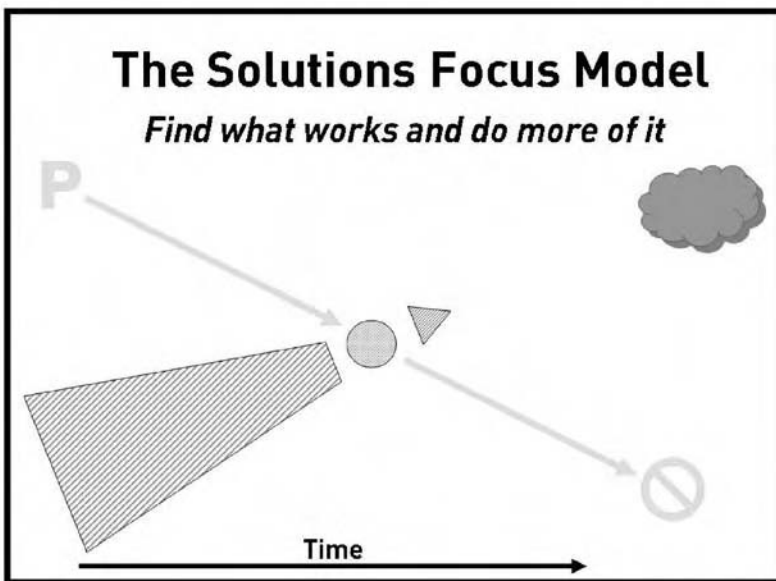 The Solutions Focus Model
Find what works and do more of it
P
Time